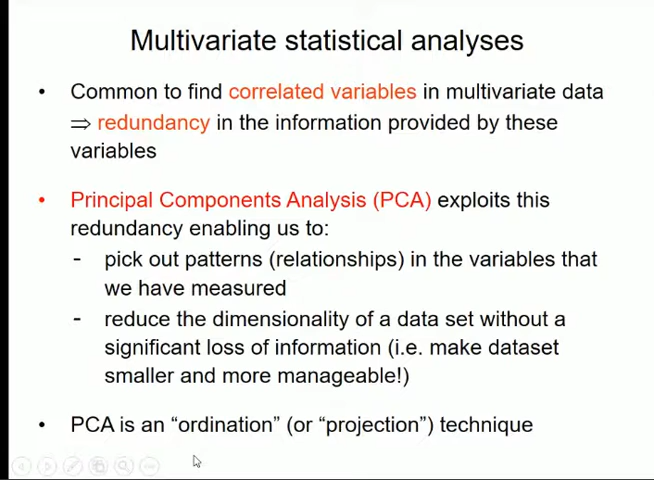 Multivariate statistical analyses
• Common to find correlated variables in multivariate data
⇒ redundancy in the information provided by these
variables
• Principal Components Analysis (PCA) exploits this
redundancy enabling us to:
- pick out patterns (relationships) in the variables that
we have measured
- reduce the dimensionality of a data set without a
significant loss of information (i.e. make dataset
smaller and more manageable!)
• PCA is an “ordination” (or “projection”) technique